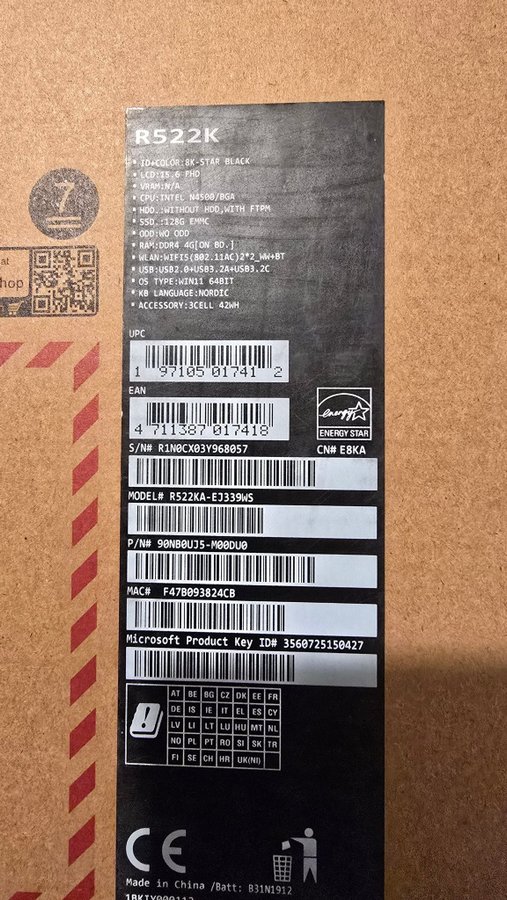 R522K
* ID+COLOR:8K-STAR BLACK
* LCD:15.6 FHD
* VRAM:N/A
* CPU:INTEL N4500/BGA
* HDD.:WITHOUT HDD,WITH FTPM
* SSD.:128G EMMC
* ODD:WO ODD
* RAM:DDR4 4G[ON BD.]
* WLAN:WIFI5(802.11AC)2*2_WW+BT
* USB:USB2.0+USB3.2A+USB3.2C
* OS TYPE:WIN11 64BIT
* KB LANGUAGE:NORDIC
* ACCESSORY:3CELL 42WH
7
at
hop
UPC
1 97105 01741 2
EAN
4 711387 017418
energy
ENERGY STAR
S/N# R1N0CX03Y968057
CN# E8KA
MODEL# R522KA-EJ339WS
P/N# 90NB0UJ5-M00DU0
MAC# F47B093824CB
Microsoft Product Key ID# 3560725150427
AT BE BG CZ DK EE FR
DE IS IE IT EL ES CY
LV LI LT LU HU MT NL
NO PL PT RO SI SK TR
FI SE CH HR UK(NI)
CE
Made in China /Batt: B31N1912